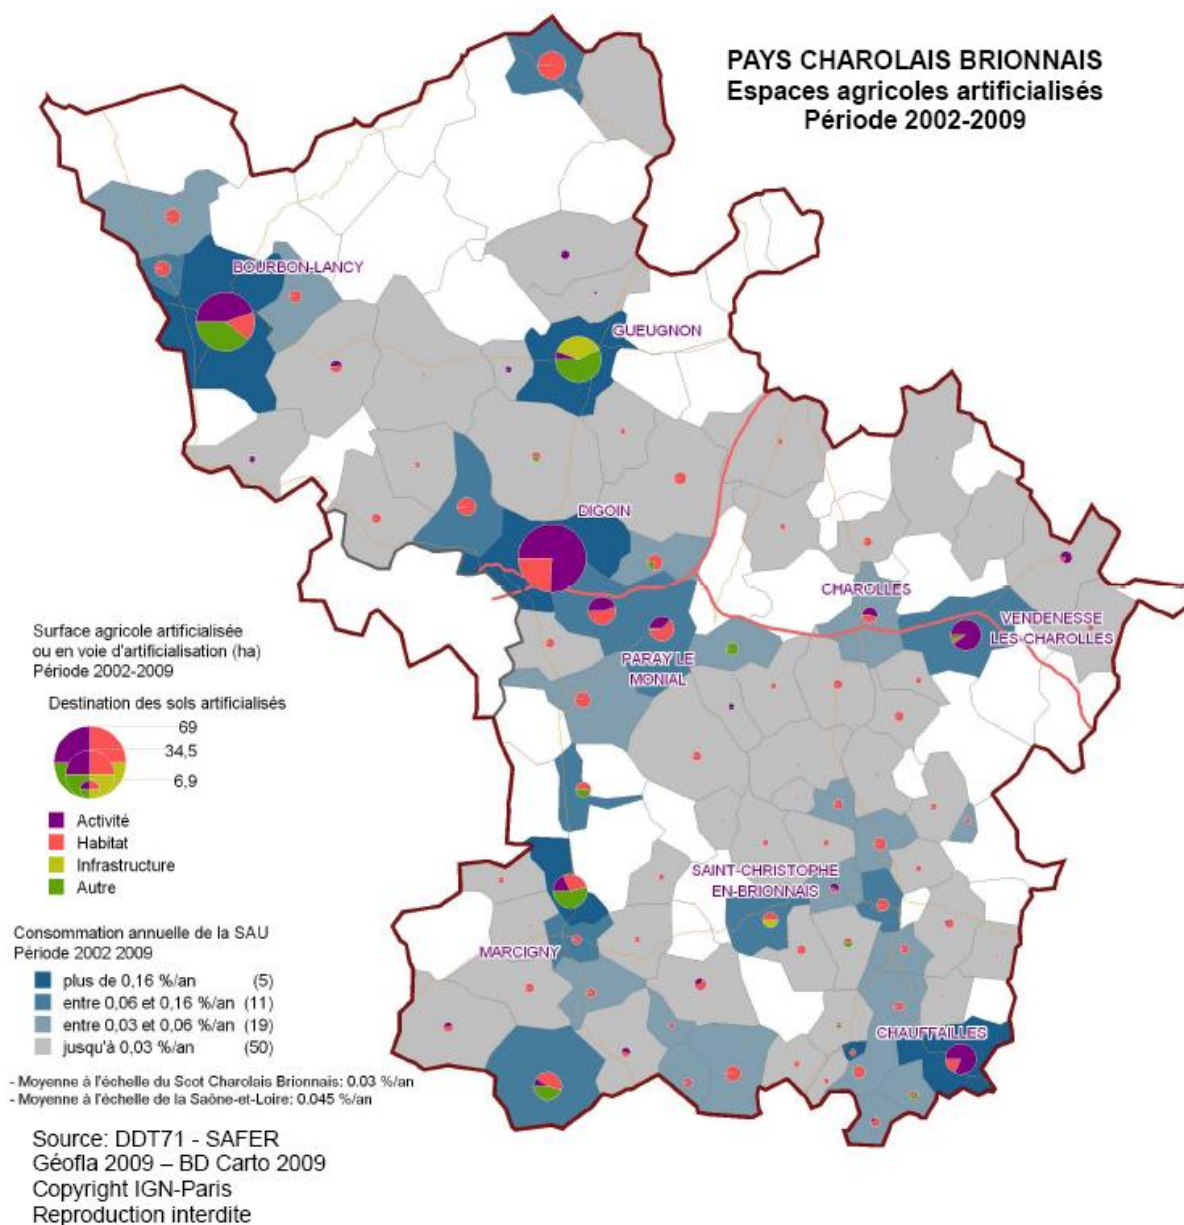 PAYS CHAROLAIS BRIONNAIS
Espaces agricoles artificialisés
Période 2002-2009
BOURBON-LANCY
GUEUGNON
DIGOIN
CHAROLLES
VENDENESSE
LES-CHAROLLES
PARAY LE
MONIAL
SAINT-CHRISTOPHE
EN-BRIONNAIS
MARCIGNY
CHAUFFAILLES
Surface agricole artificialisée
ou en voie d'artificialisation (ha)
Période 2002-2009
Destination des sols artificialisés
69
34,5
6,9
Activité
Habitat
Infrastructure
Autre
Consommation annuelle de la SAU
Période 2002 2009
plus de 0,16 %/an (5)
entre 0,06 et 0,16 %/an (11)
entre 0,03 et 0,06 %/an (19)
jusqu'à 0,03 %/an (50)
- Moyenne à l'échelle du Scot Charolais Brionnais: 0.03 %/an
- Moyenne à l'échelle de la Saône-et-Loire: 0.045 %/an
Source: DDT71 - SAFER
Géofla 2009 – BD Carto 2009
Copyright IGN-Paris
Reproduction interdite